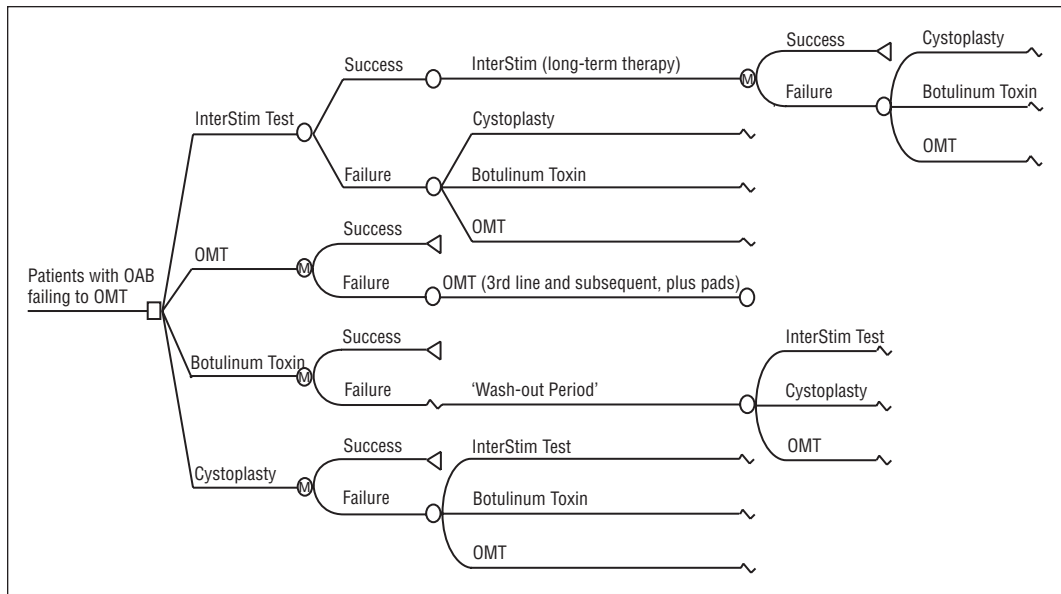 Success
Cystoplasty
Success
InterStim (long-term therapy)
M
Failure
Botulinum Toxin
InterStim Test
Cystoplasty
OMT
Failure
Botulinum Toxin
OMT
Success
OMT
M
Patients with OAB
failing to OMT
Failure
OMT (3rd line and subsequent, plus pads)
Success
InterStim Test
Botulinum Toxin
M
Failure
‘Wash-out Period’
Cystoplasty
OMT
Success
InterStim Test
Cystoplasty
M
Failure
Botulinum Toxin
OMT